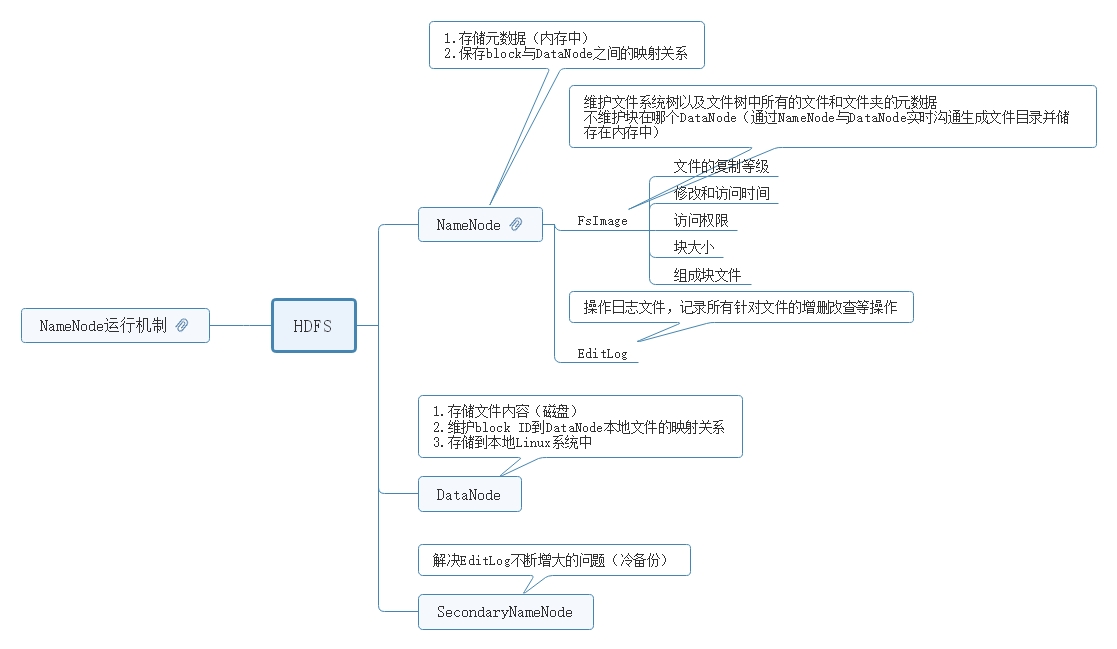 1.存储元数据（内存中）
2.保存block与DataNode之间的映射关系
维护文件系统树以及文件树中所有的文件和文件夹的元数据
不维护块在哪个DataNode（通过NameNode与DataNode实时沟通生成文件目录并储
存在内存中）
文件的复制等级
修改和访问时间
NameNode
FsImage
访问权限
块大小
组成块文件
操作日志文件，记录所有针对文件的增删改查等操作
NameNode运行机制
HDFS
EditLog
1.存储文件内容（磁盘）
2.维护block ID到DataNode本地文件的映射关系
3.存储到本地Linux系统中
DataNode
解决EditLog不断增大的问题（冷备份）
SecondaryNameNode